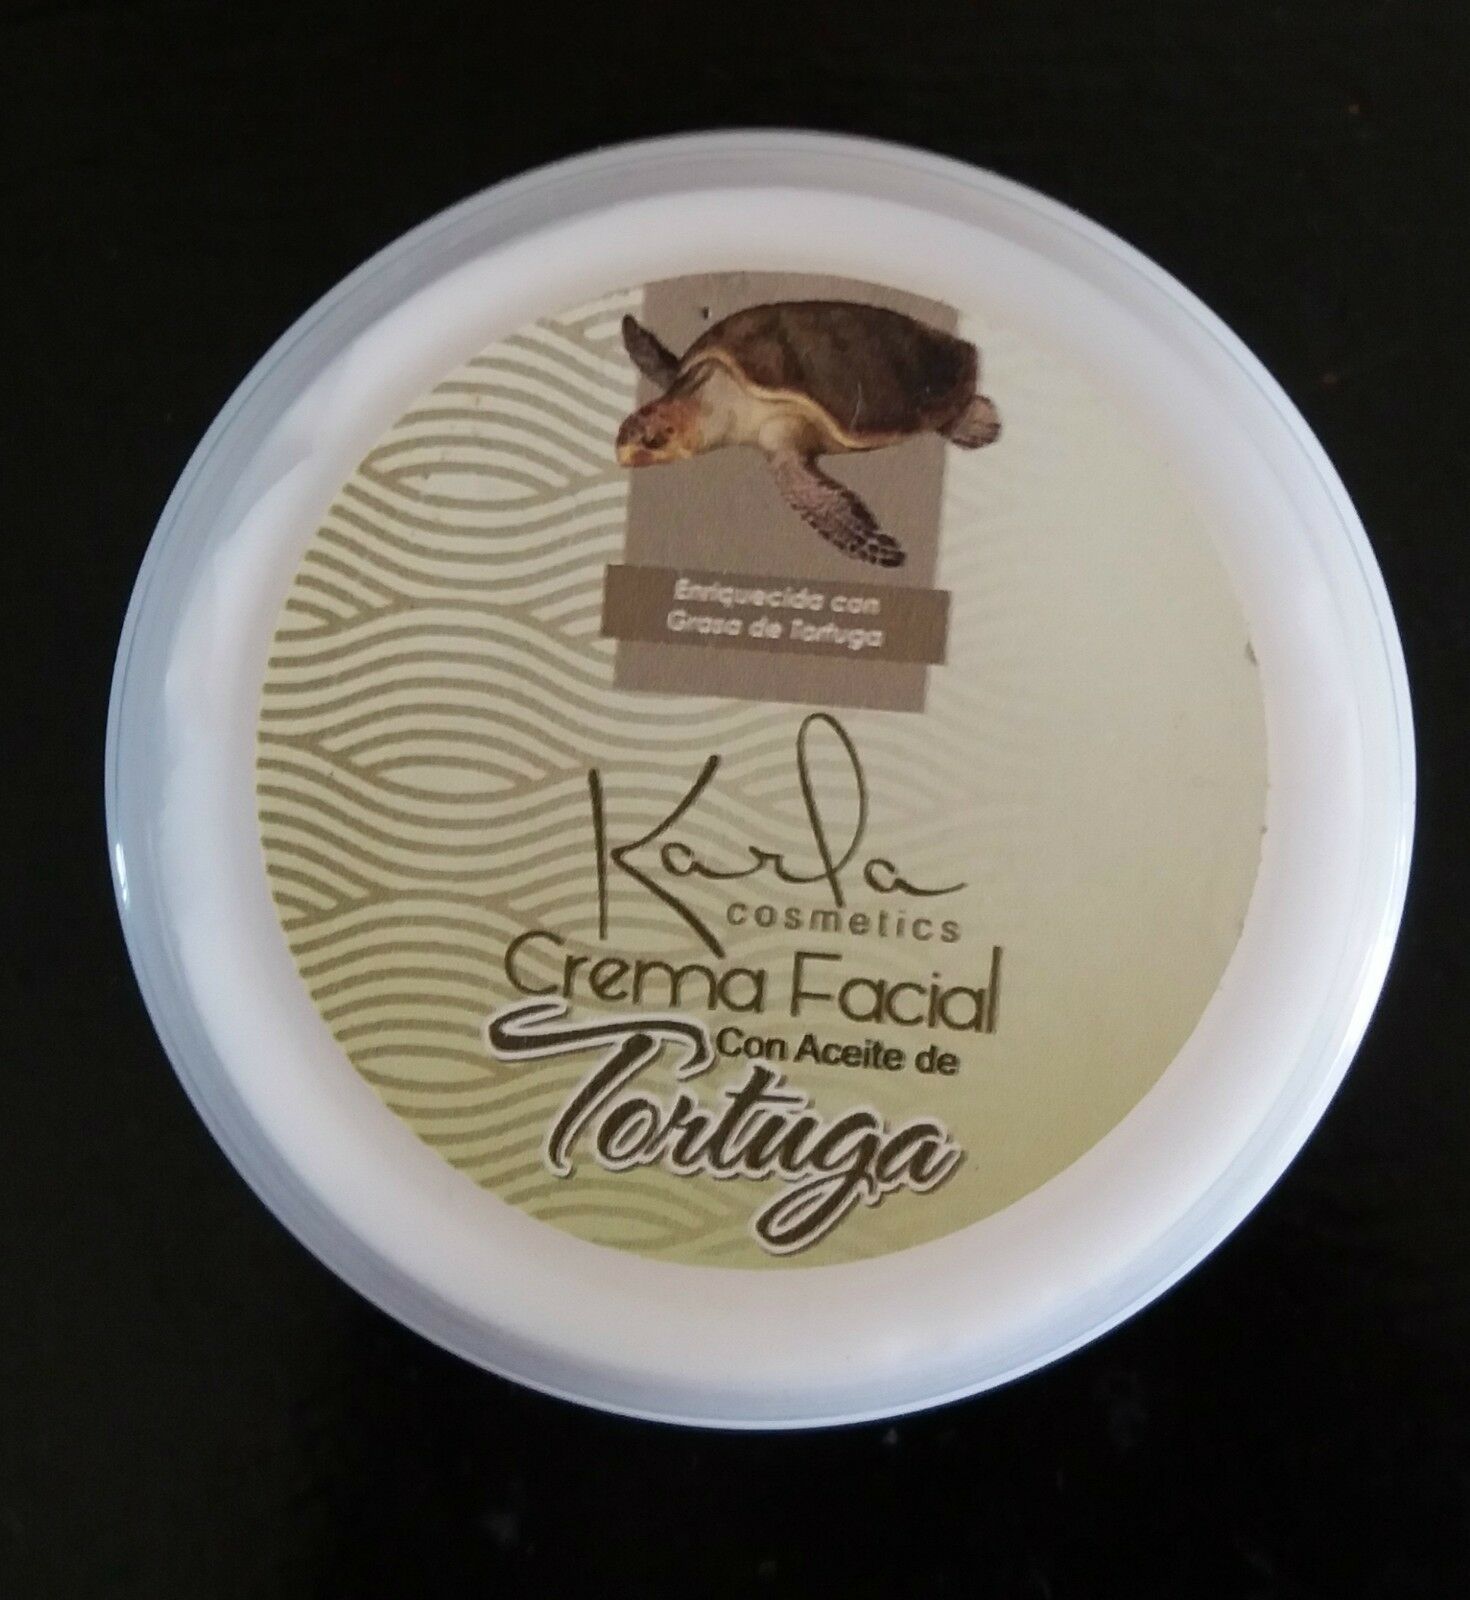 Enriquecida con
Grasa de Tortuga
Karla
cosmetics
Crema Facial
Con Aceite de
Tortuga